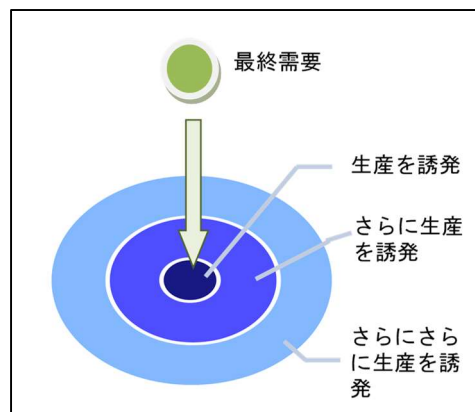 最終需要
生産を誘発
さらに生産
を誘発
さらにさら
に生産を誘
発